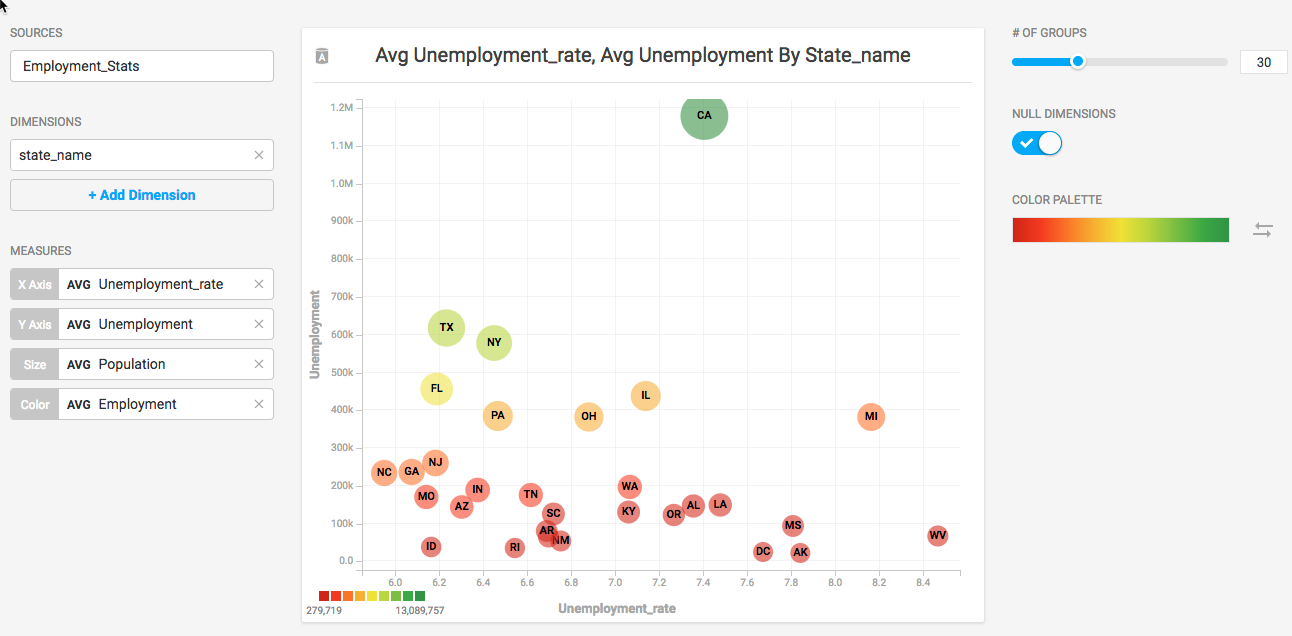 SOURCES
Employment_Stats
DIMENSIONS
state_name
+ Add Dimension
MEASURES
X Axis AVG Unemployment_rate
Y Axis AVG Unemployment
Size AVG Population
Color AVG Employment
A
Avg Unemployment_rate, Avg Unemployment By State_name
Unemployment
1.2M
1.1M
1.0M
900k
800k
700k
600k
500k
400k
300k
200k
100k
0.0
CA
TX
NY
FL
PA
OH
IL
MI
NC
GA
NJ
MO
AZ
IN
TN
SC
AR
NM
ID
RI
WA
KY
OR
AL
LA
MS
DC
AK
WV
6.0 6.2 6.4 6.6 6.8 7.0 7.2 7.4 7.6 7.8 8.0 8.2 8.4
Unemployment_rate
279,719 13,089,757
# OF GROUPS
30
NULL DIMENSIONS
COLOR PALETTE